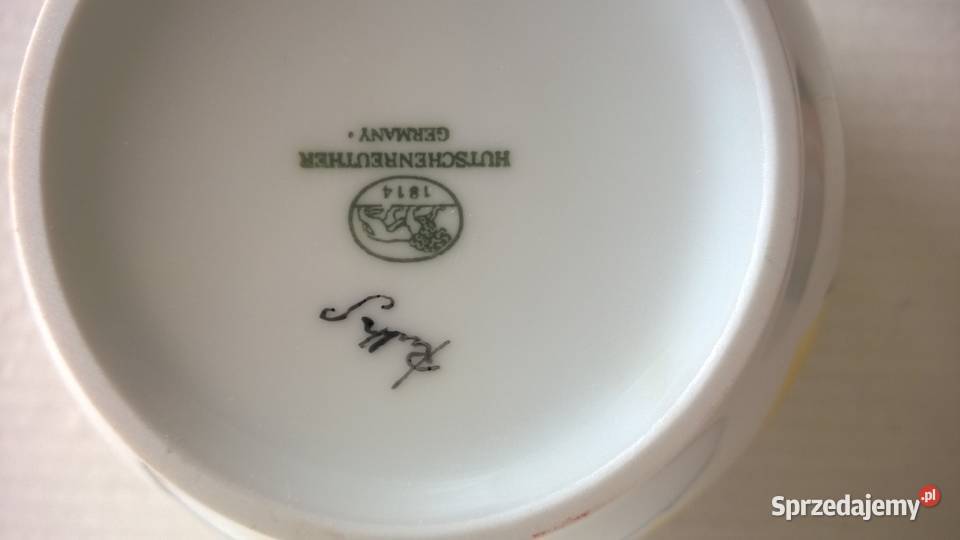 1814
HUTSCHENREUTHER
GERMANY
Sprzedajemy.pl